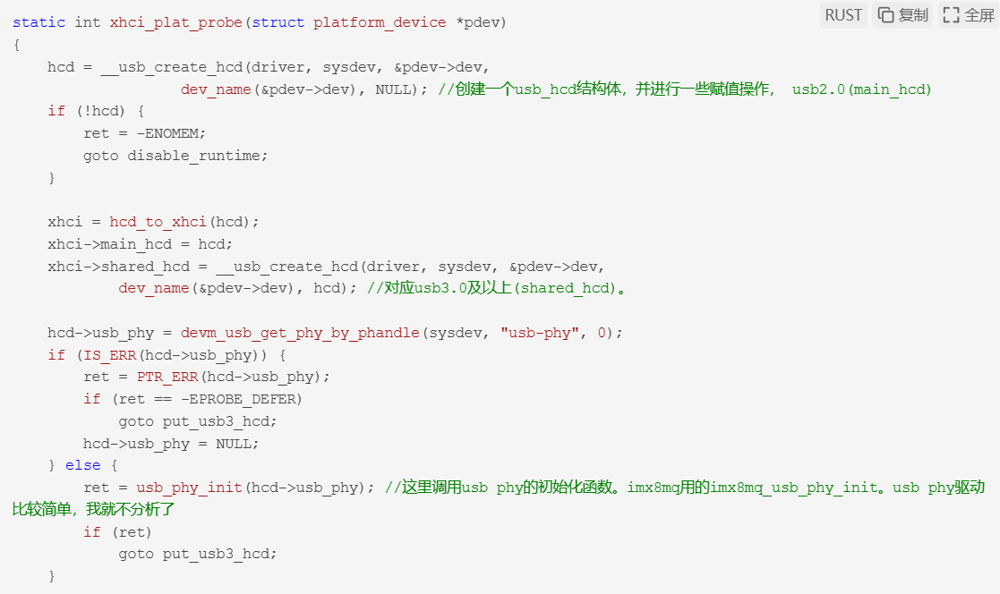 RUST 复制 全屏
static int xhci_plat_probe(struct platform_device *pdev)
{
    hcd = __usb_create_hcd(driver, sysdev, &pdev->dev,
                   dev_name(&pdev->dev), NULL); //创建一个usb_hcd结构体，并进行一些赋值操作， usb2.0(main_hcd)
    if (!hcd) {
        ret = -ENOMEM;
        goto disable_runtime;
    }

    xhci = hcd_to_xhci(hcd);
    xhci->main_hcd = hcd;
    xhci->shared_hcd = __usb_create_hcd(driver, sysdev, &pdev->dev,
            dev_name(&pdev->dev), hcd); //对应usb3.0及以上(shared_hcd)。

    hcd->usb_phy = devm_usb_get_phy_by_phandle(sysdev, "usb-phy", 0);
    if (IS_ERR(hcd->usb_phy)) {
        ret = PTR_ERR(hcd->usb_phy);
        if (ret == -EPROBE_DEFER)
            goto put_usb3_hcd;
        hcd->usb_phy = NULL;
    } else {
        ret = usb_phy_init(hcd->usb_phy); //这里调用usb phy的初始化函数。imx8mq用的imx8mq_usb_phy_init。usb phy驱动
比较简单，我就不分析了
        if (ret)
            goto put_usb3_hcd;
    }